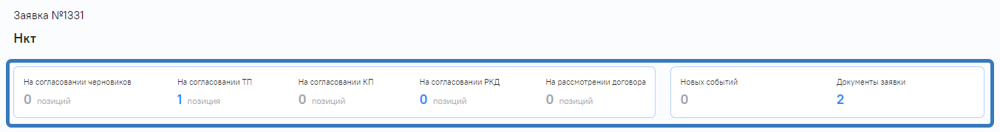 Заявка №1331
Нкт
На согласовании черновиков
0 позиций
На согласовании ТП
1 позиция
На согласовании КП
0 позиций
На согласовании РКД
0 позиций
На рассмотрении договора
0 позиций
Новых событий
0
Документы заявки
2